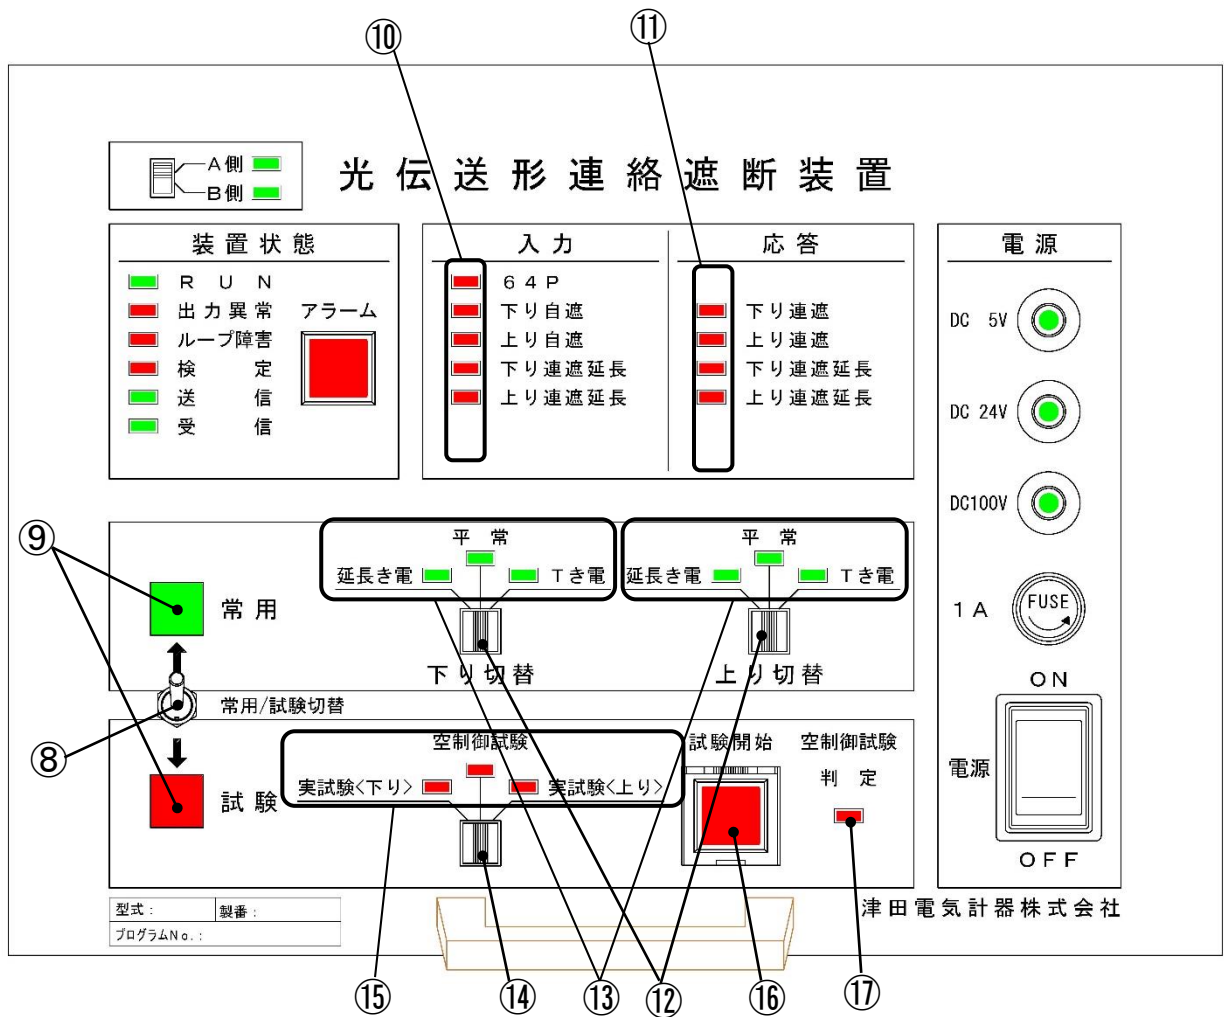 ⑩
⑪
A側
B側
光伝送形連絡遮断装置
装置状態
RUN
出力異常
アラーム
ループ障害
検定
送信
受信
入力
64P
下り自遮
上り自遮
下り連遮延長
上り連遮延長
応答
下り連遮
上り連遮
下り連遮延長
上り連遮延長
電源
DC 5V
DC 24V
DC100V
1A
FUSE
ON
電源
OFF
⑨
常用
平常
延長き電
Tき電
下り切替
平常
延長き電
Tき電
上り切替
常用/試験切替
⑧
試験
空制御試験
実試験<下り>
実試験<上り>
試験開始
空制御試験
判定
型式:
製番:
プログラムNo.:
津田電気計器株式会社
⑮
⑭
⑬
⑫
⑯
⑰